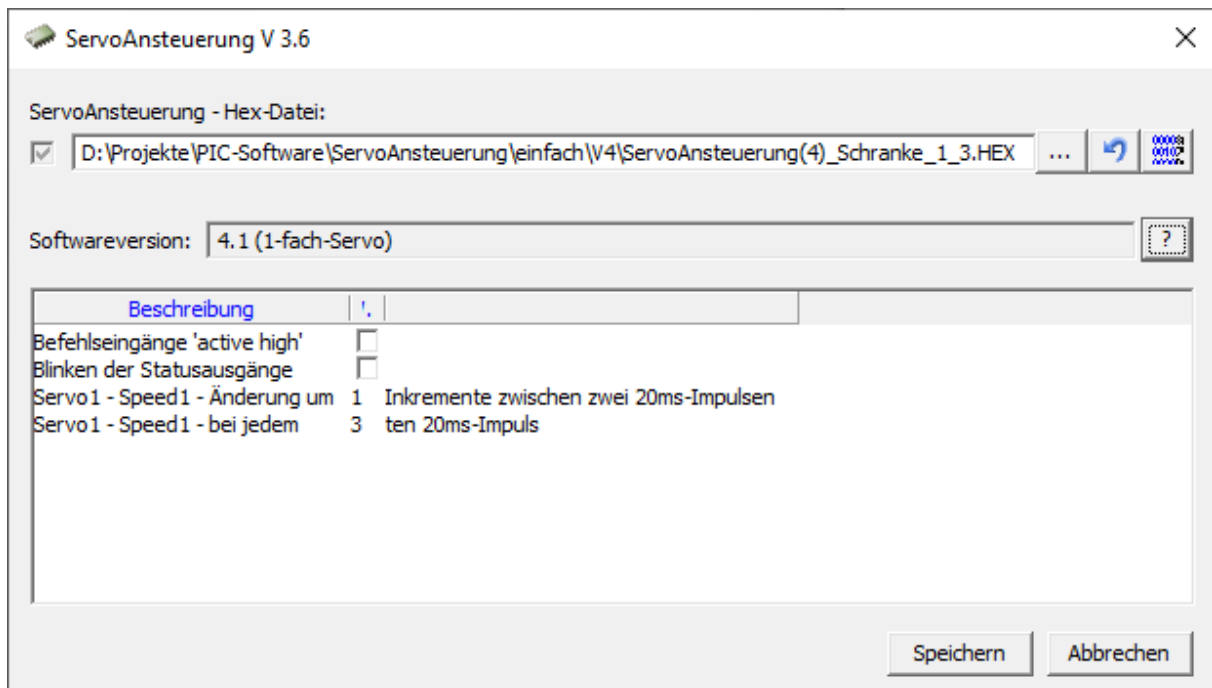 ServoAnsteuerung V 3.6
ServoAnsteuerung - Hex-Datei:
D:\Projekte\PIC-Software\ServoAnsteuerung\einfach\V4\ServoAnsteuerung(4)_Schranke_1_3.HEX ...
Softwareversion: 4.1 (1-fach-Servo) ?
Beschreibung
Befehlseingänge 'active high'
Blinken der Statusausgänge
Servo1 - Speed1 - Änderung um 1 Inkremente zwischen zwei 20ms-Impulsen
Servo1 - Speed1 - bei jedem 3 ten 20ms-Impuls
Speichern Abbrechen